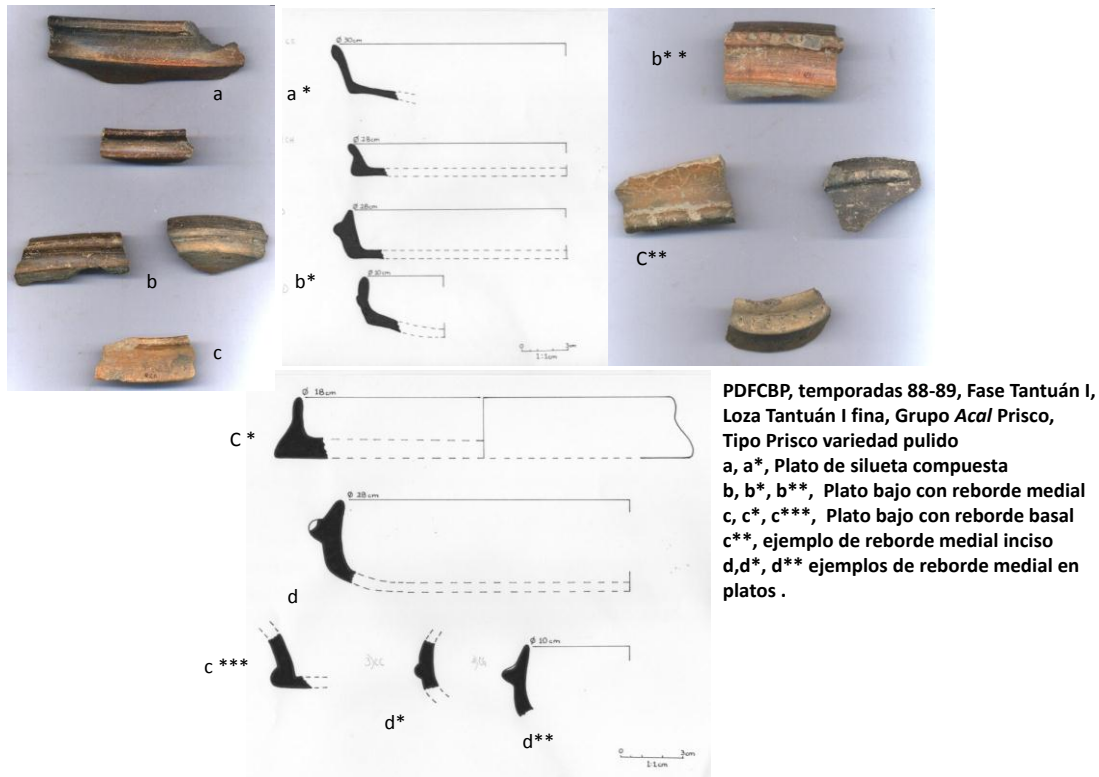 a
b
c
Ø 30cm
a *
Ø 28cm
Ø 28cm
b*
Ø 10cm
0 3cm
1:1cm
b* *
C**
Ø 18cm
C *
Ø 28cm
d
c ***
d*
Ø 10cm
d**
0 3cm
1:1cm
PDFCBP, temporadas 88-89, Fase Tantuán I,
Loza Tantuán I fina, Grupo Acal Prisco,
Tipo Prisco variedad pulido
a, a*, Plato de silueta compuesta
b, b*, b**, Plato bajo con reborde medial
c, c*, c***, Plato bajo con reborde basal
c**, ejemplo de reborde medial inciso
d,d*, d** ejemplos de reborde medial en
platos .